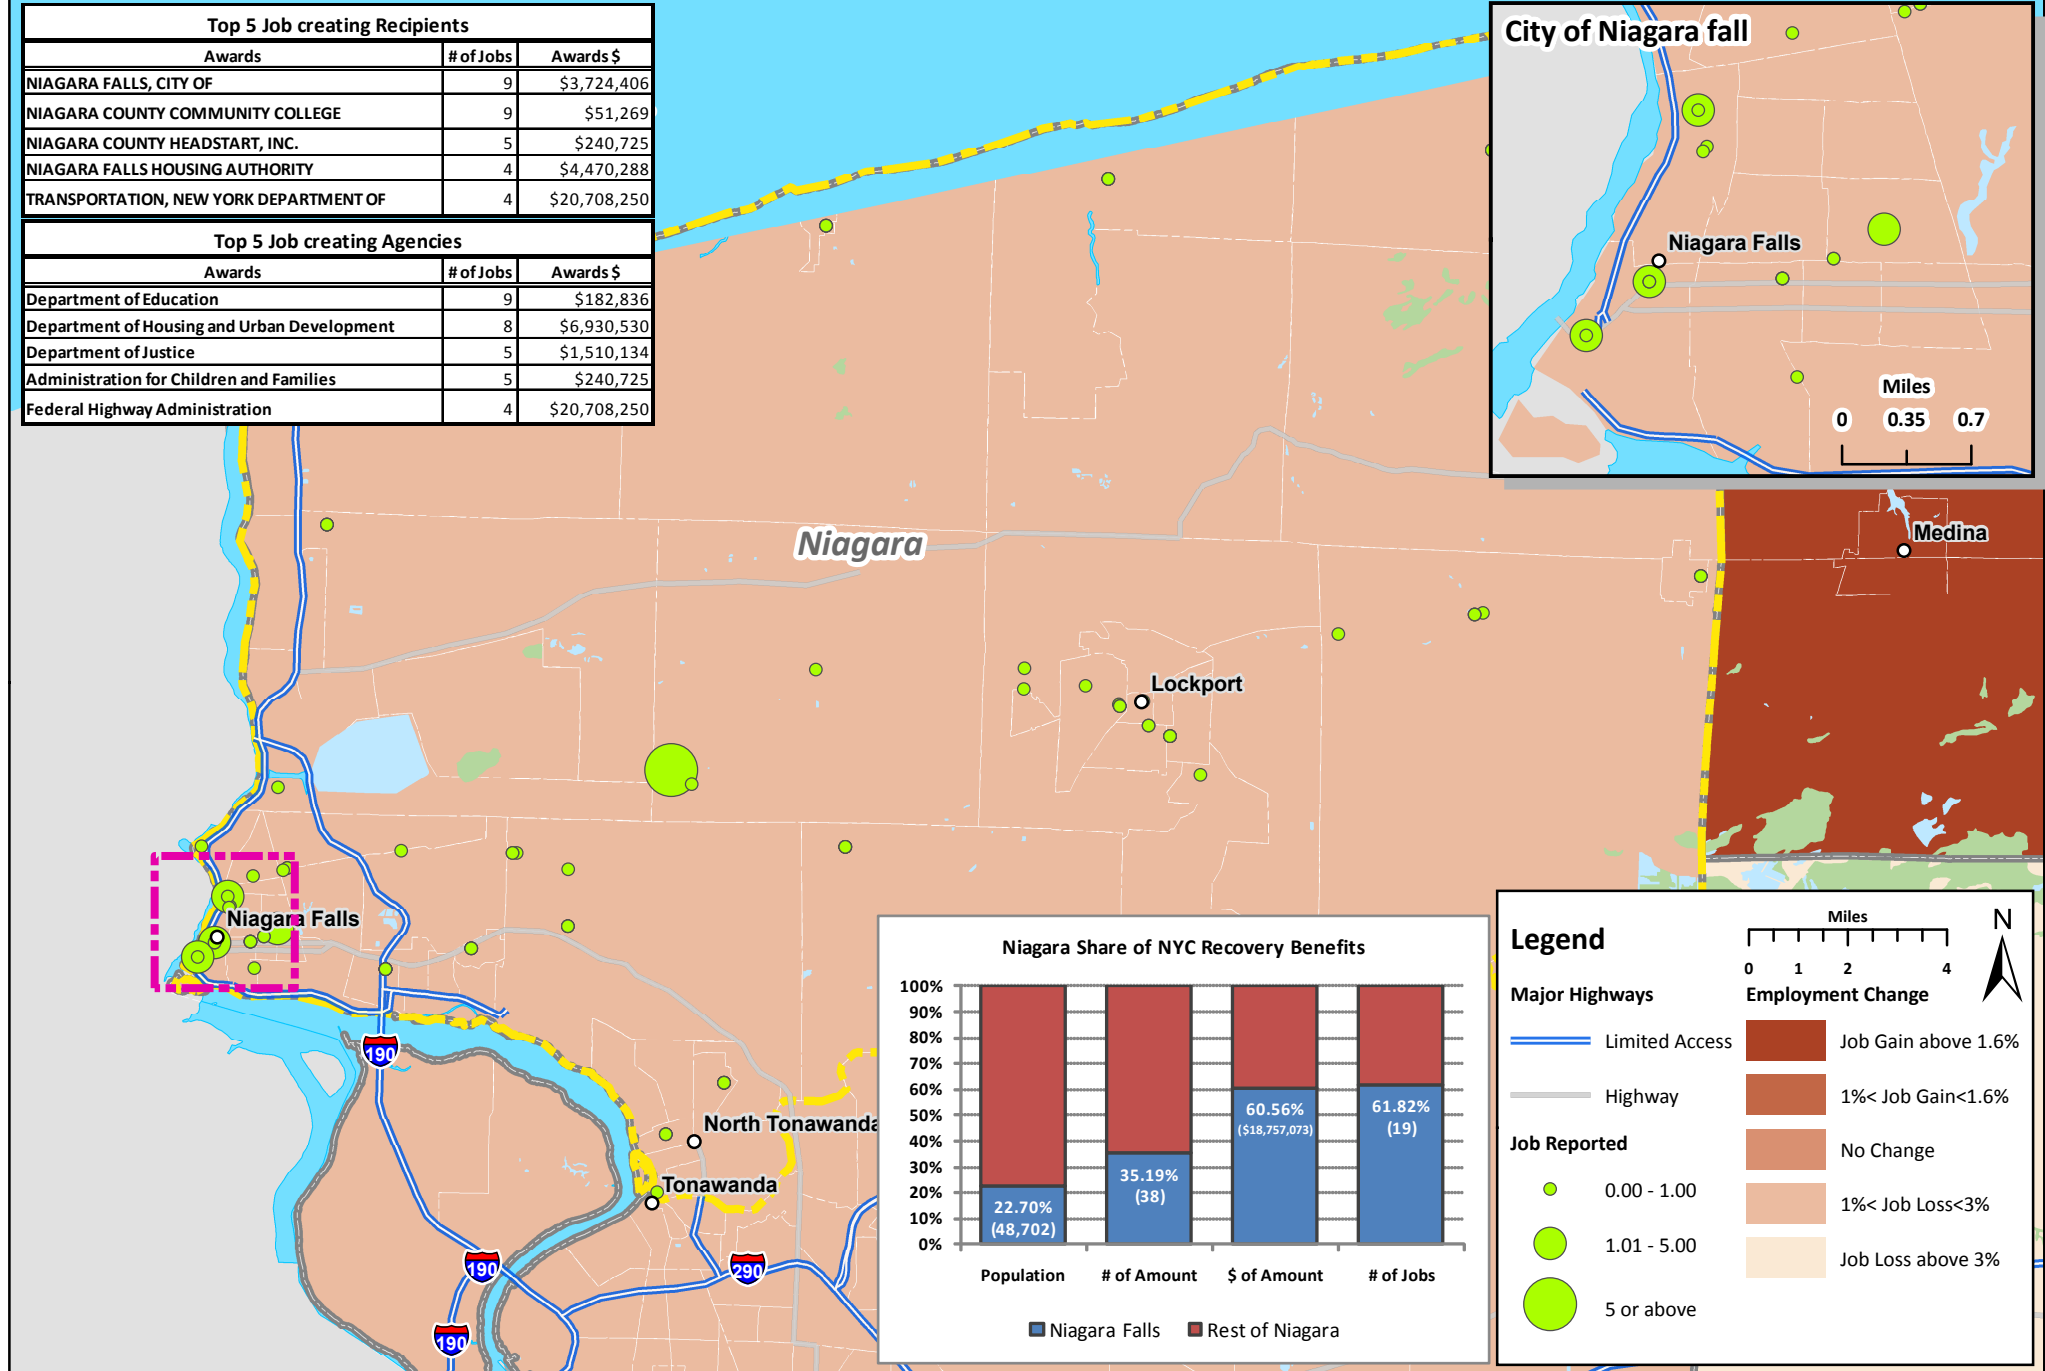 Top 5 Job creating Recipients
Awards # of Jobs Awards $
NIAGARA FALLS, CITY OF 9 $3,724,406
NIAGARA COUNTY COMMUNITY COLLEGE 9 $51,269
NIAGARA COUNTY HEADSTART, INC. 5 $240,725
NIAGARA FALLS HOUSING AUTHORITY 4 $4,470,288
TRANSPORTATION, NEW YORK DEPARTMENT OF 4 $20,708,250
Top 5 Job creating Agencies
Awards # of Jobs Awards $
Department of Education 9 $182,836
Department of Housing and Urban Development 8 $6,930,530
Department of Justice 5 $1,510,134
Administration for Children and Families 5 $240,725
Federal Highway Administration 4 $20,708,250
City of Niagara fall
Niagara Falls
Miles
0 0.35 0.7
Niagara
Medina
Lockport
Niagara Falls
190
North Tonawanda
Tonawanda
190
290
190
Niagara Share of NYC Recovery Benefits
100%
90%
80%
70%
60%
50%
40%
30%
20%
10%
0%
22.70%
(48,702)
35.19%
(38)
60.56%
($18,757,073)
61.82%
(19)
Population # of Amount $ of Amount # of Jobs
Niagara Falls Rest of Niagara
Legend
Miles
0 1 2 4
N
Major Highways
Limited Access
Highway
Job Reported
0.00 - 1.00
1.01 - 5.00
5 or above
Employment Change
Job Gain above 1.6%
1%< Job Gain<1.6%
No Change
1%< Job Loss<3%
Job Loss above 3%